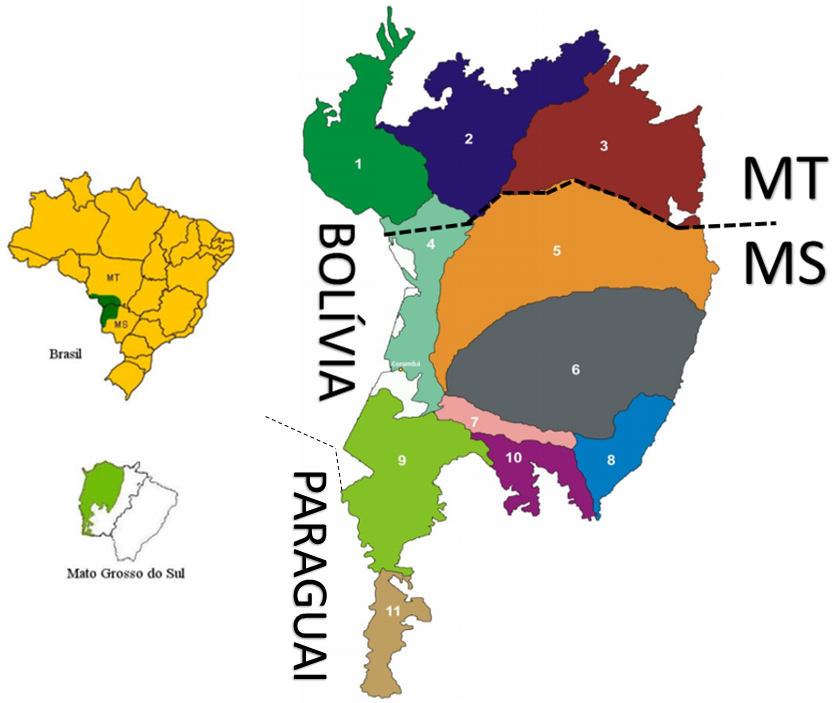 MT
MS
Brasil
Mato Grosso do Sul
BOLÍVIA
PARAGUAI
MT
MS
1
2
3
4
5
Corumbá
6
7
8
9
10
11